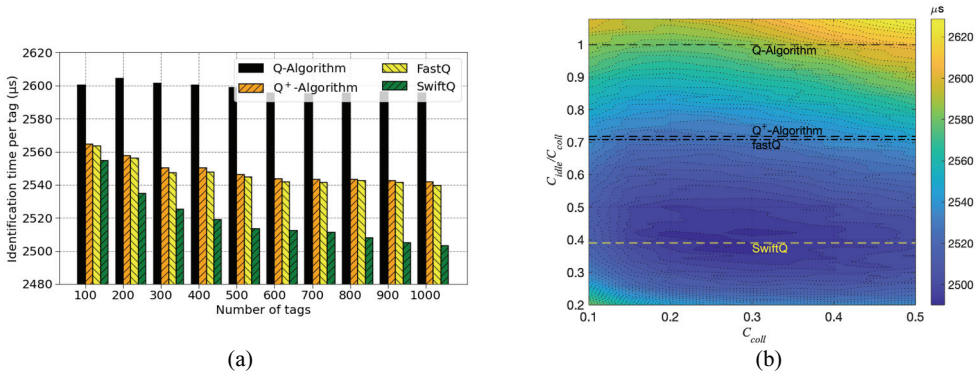 2620
2600
2580
2560
2540
2520
2500
2480
Identification time per tag (μs)
Q-Algorithm
Q+-Algorithm
FastQ
SwiftQ
100 200 300 400 500 600 700 800 900 1000
Number of tags
(a)
μs
1
0.9
0.8
0.7
0.6
0.5
0.4
0.3
0.2
C_idle/C_coll
Q-Algorithm
Q+-Algorithm
fastQ
SwiftQ
0.1 0.2 0.3 0.4 0.5
C_coll
2620
2600
2580
2560
2540
2520
2500
(b)